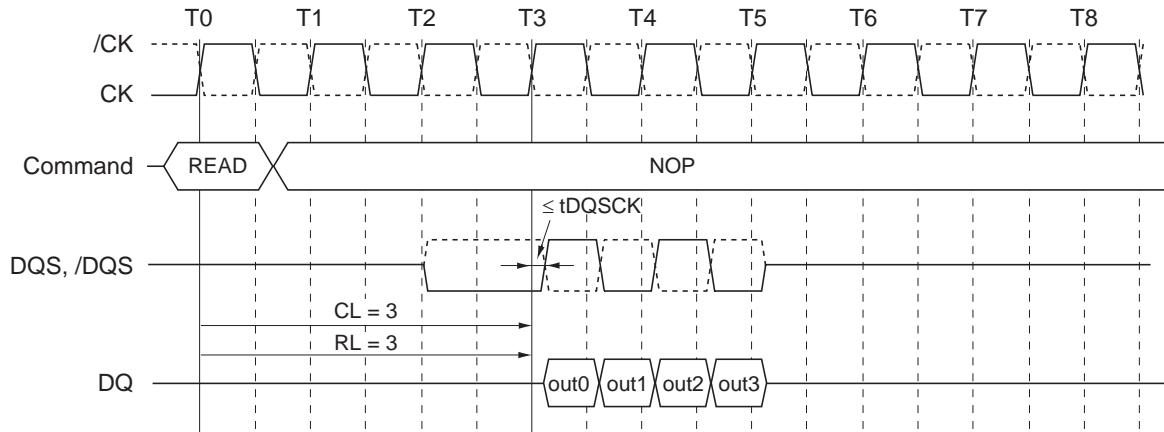 T0 T1 T2 T3 T4 T5 T6 T7 T8
/CK
CK
Command READ NOP
≤ tDQSCK
DQS, /DQS
CL = 3
RL = 3
DQ out0 out1 out2 out3